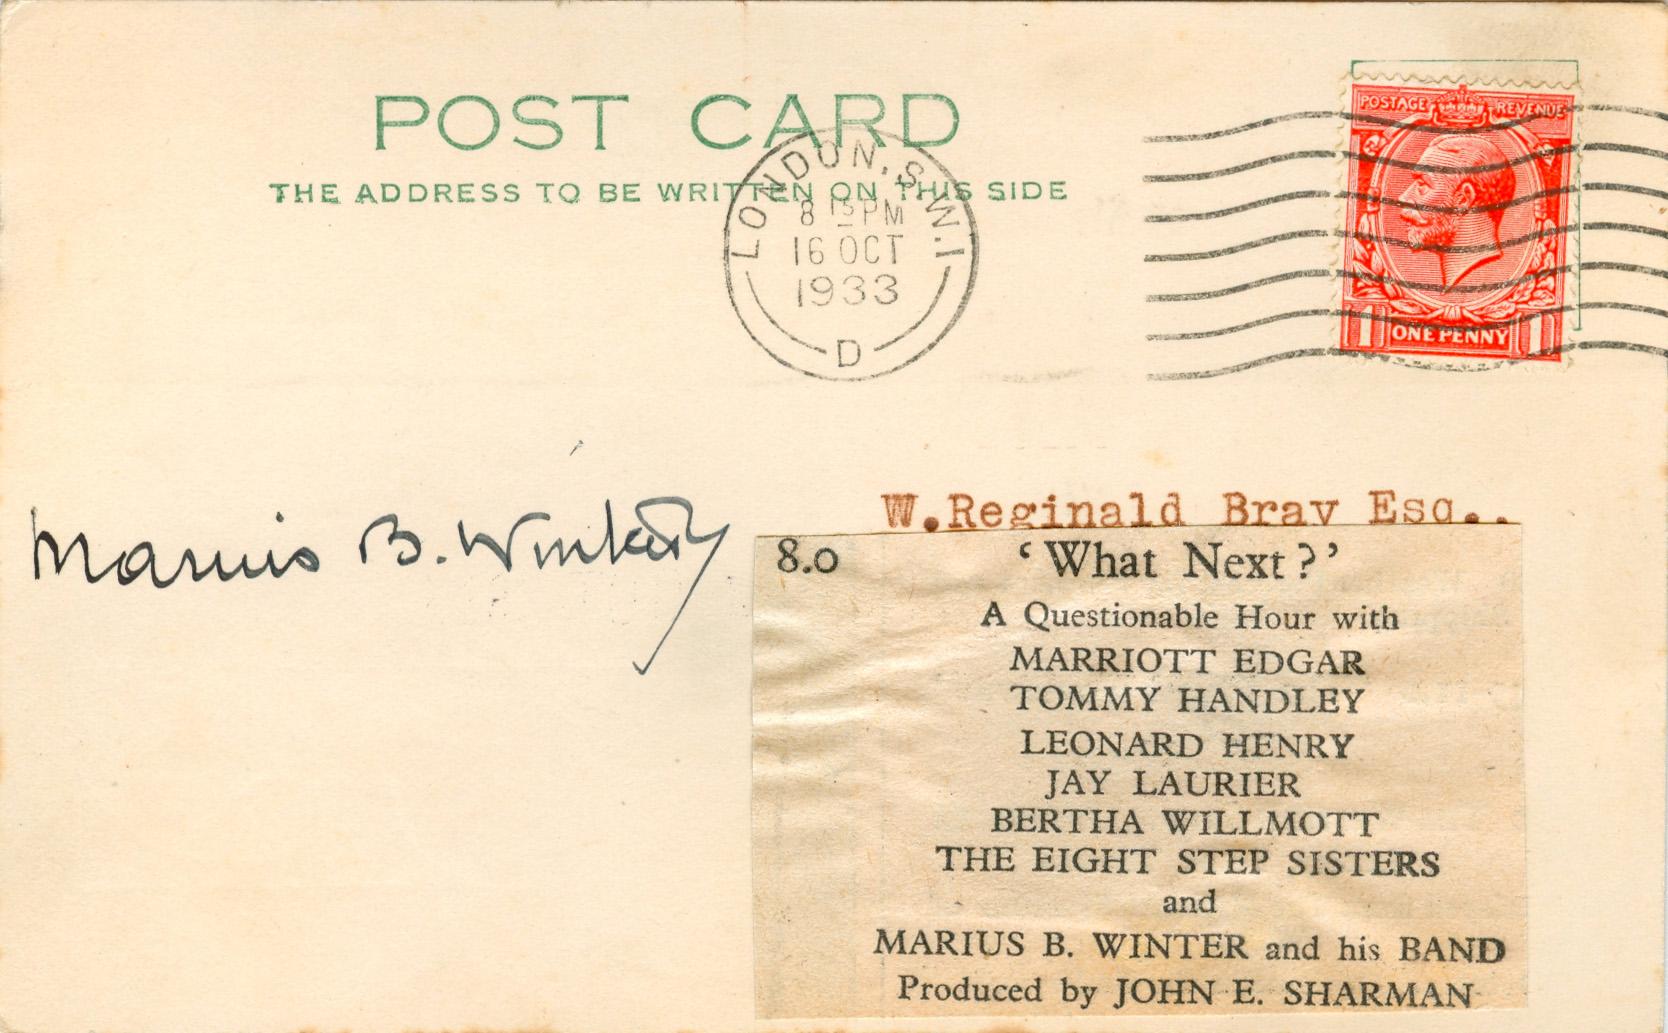 POST CARD
THE ADDRESS TO BE WRITTEN ON THIS SIDE
LONDON, S.W.1
8 15 PM
16 OCT
1933
D
POSTAGE REVENUE
1 ONE PENNY 1
Marius B. Winter
W.Reginald Bray Esq..
8.0 ‘What Next?’
A Questionable Hour with
MARRIOTT EDGAR
TOMMY HANDLEY
LEONARD HENRY
JAY LAURIER
BERTHA WILLMOTT
THE EIGHT STEP SISTERS
and
MARIUS B. WINTER and his BAND
Produced by JOHN E. SHARMAN